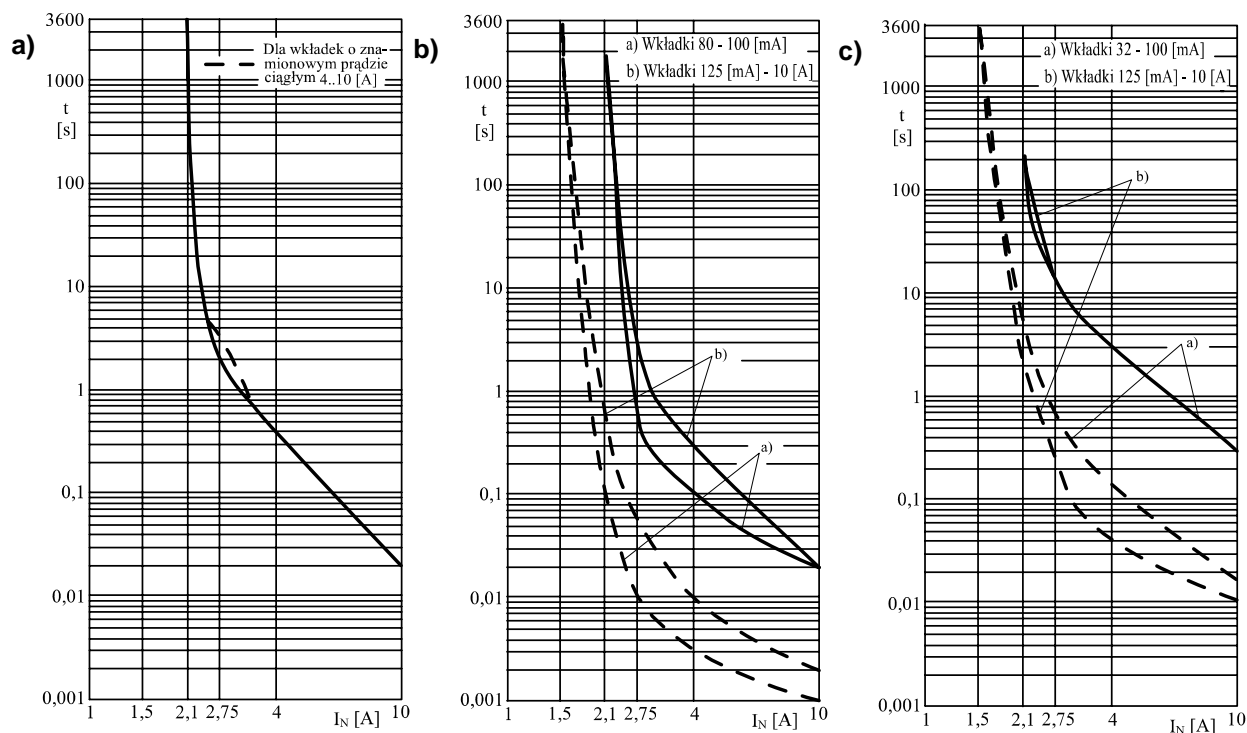 a)
3600
1000
t
[s]
100
10
1
0,1
0,01
0,001
Dla wkładek o zna-
mionowym prądzie
ciągłym 4..10 [A]
1
1,5
2,1
2,75
4
I_N [A]
10
b)
3600
1000
t
[s]
100
10
1
0,1
0,01
0,001
a) Wkładki 80 - 100 [mA]
b) Wkładki 125 [mA] - 10 [A]
b)
a)
1
1,5
2,1
2,75
4
I_N [A]
10
c)
3600
1000
t
[s]
100
10
1
0,1
0,01
0,001
a) Wkładki 32 - 100 [mA]
b) Wkładki 125 [mA] - 10 [A]
b)
a)
1
1,5
2,1
2,75
4
I_N [A]
10